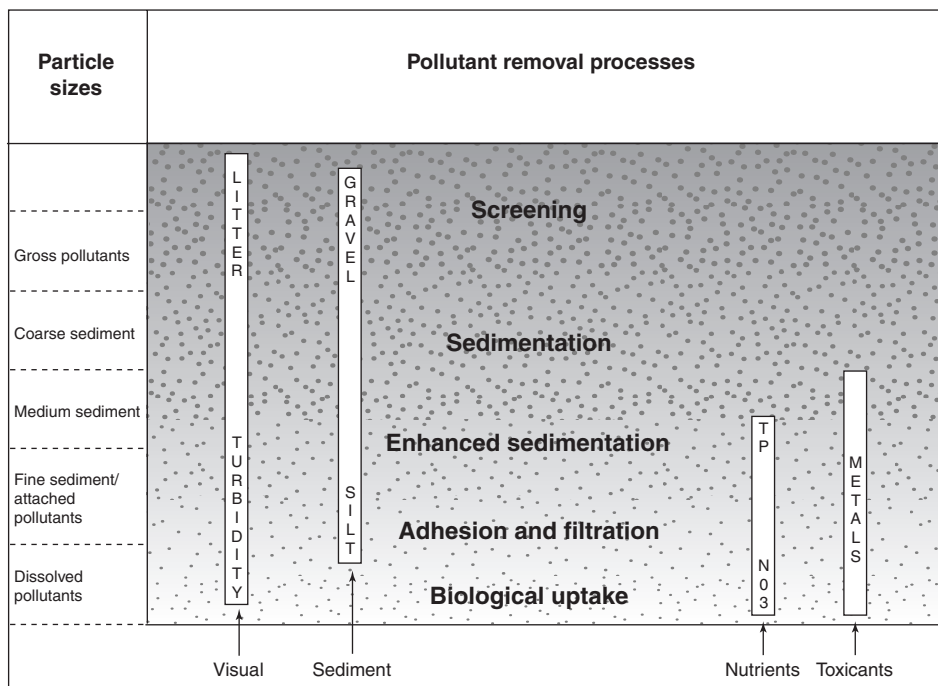 Particle
sizes
Pollutant removal processes
Gross pollutants
Coarse sediment
Medium sediment
Fine sediment/
attached
pollutants
Dissolved
pollutants
LITTER
TURBIDITY
GRAVEL
SILT
Screening
Sedimentation
Enhanced sedimentation
Adhesion and filtration
Biological uptake
TP
N03
METALS
Visual
Sediment
Nutrients
Toxicants